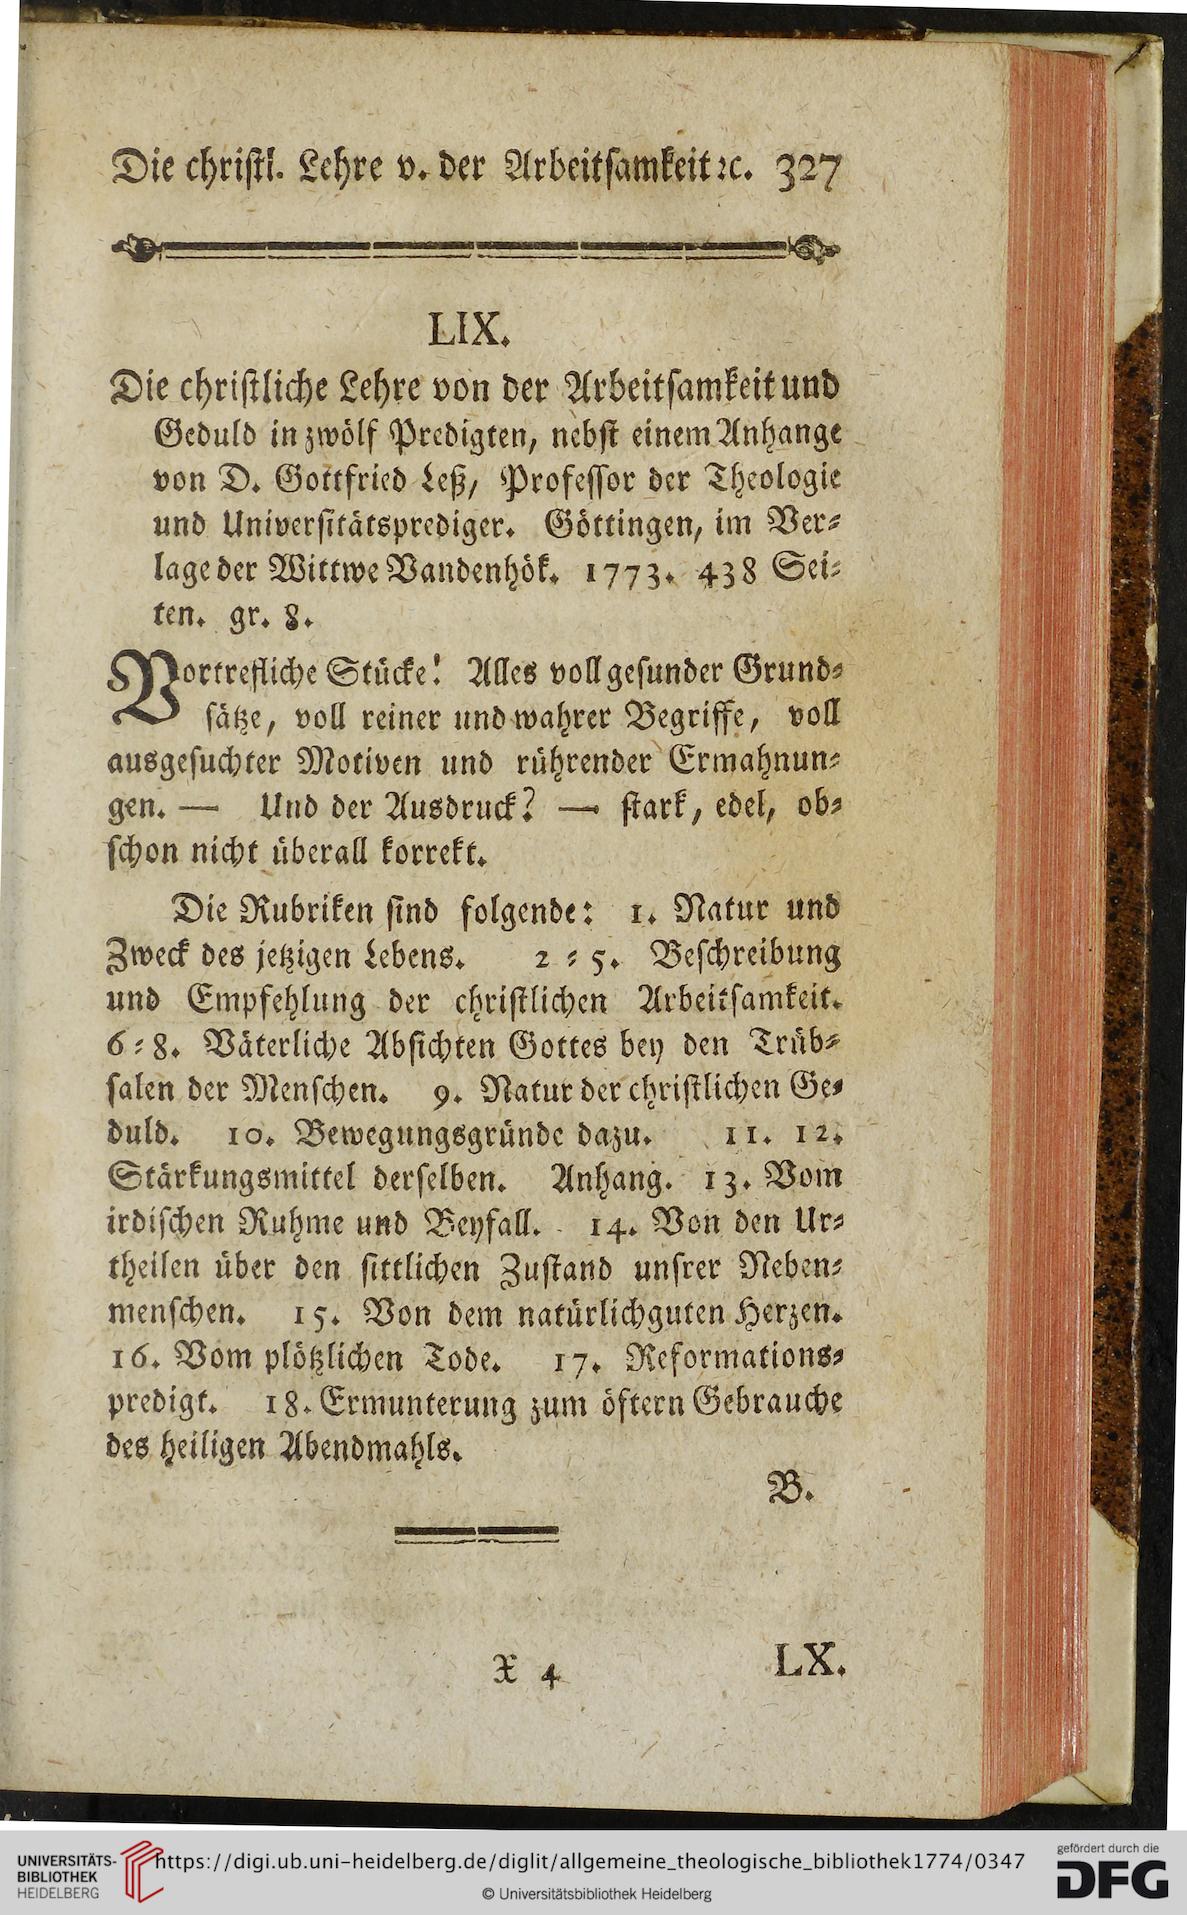 Die christl. Lehre v. der Arbeitsamkeit ꝛc. 327
LIX.
Die christliche Lehre von der Arbeitsamkeit und
Geduld in zwölf Predigten, nebst einem Anhange
von D. Gottfried Leß, Professor der Theologie
und Universitätsprediger. Göttingen, im Ver⸗
lage der Wittwe Vandenhök. 1773. 438 Sei⸗
ten. gr. 8.
Vortrefliche Stücke! Alles voll gesunder Grund⸗
sätze, voll reiner und wahrer Begriffe, voll
ausgesuchter Motiven und rührender Ermahnun⸗
gen. — Und der Ausdruck? — stark, edel, ob⸗
schon nicht überall korrekt.
Die Rubriken sind folgende: 1. Natur und
Zweck des jetzigen Lebens. 2⸗5. Beschreibung
und Empfehlung der christlichen Arbeitsamkeit.
6⸗8. Väterliche Absichten Gottes bey den Trüb⸗
salen der Menschen. 9. Natur der christlichen Ge⸗
duld. 10. Bewegungsgründe dazu. 11. 12.
Stärkungsmittel derselben. Anhang. 13. Vom
irdischen Ruhme und Beyfall. 14. Von den Ur⸗
theilen über den sittlichen Zustand unsrer Neben⸗
menschen. 15. Von dem natürlichguten Herzen.
16. Vom plötzlichen Tode. 17. Reformations⸗
predigt. 18. Ermunterung zum öftern Gebrauche
des heiligen Abendmahls.
B.
X 4 LX.
UNIVERSITÄTS-
BIBLIOTHEK
HEIDELBERG
https://digi.ub.uni-heidelberg.de/diglit/allgemeine_theologische_bibliothek1774/0347
© Universitätsbibliothek Heidelberg
gefördert durch die
DFG